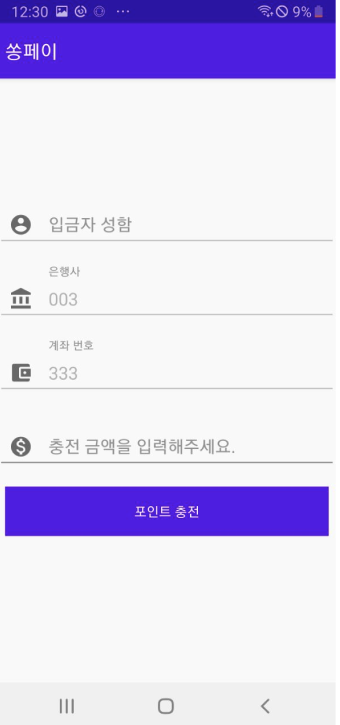 12:30 9%
쏭페이
입금자 성함
은행사
003
계좌 번호
333
충전 금액을 입력해주세요.
포인트 충전